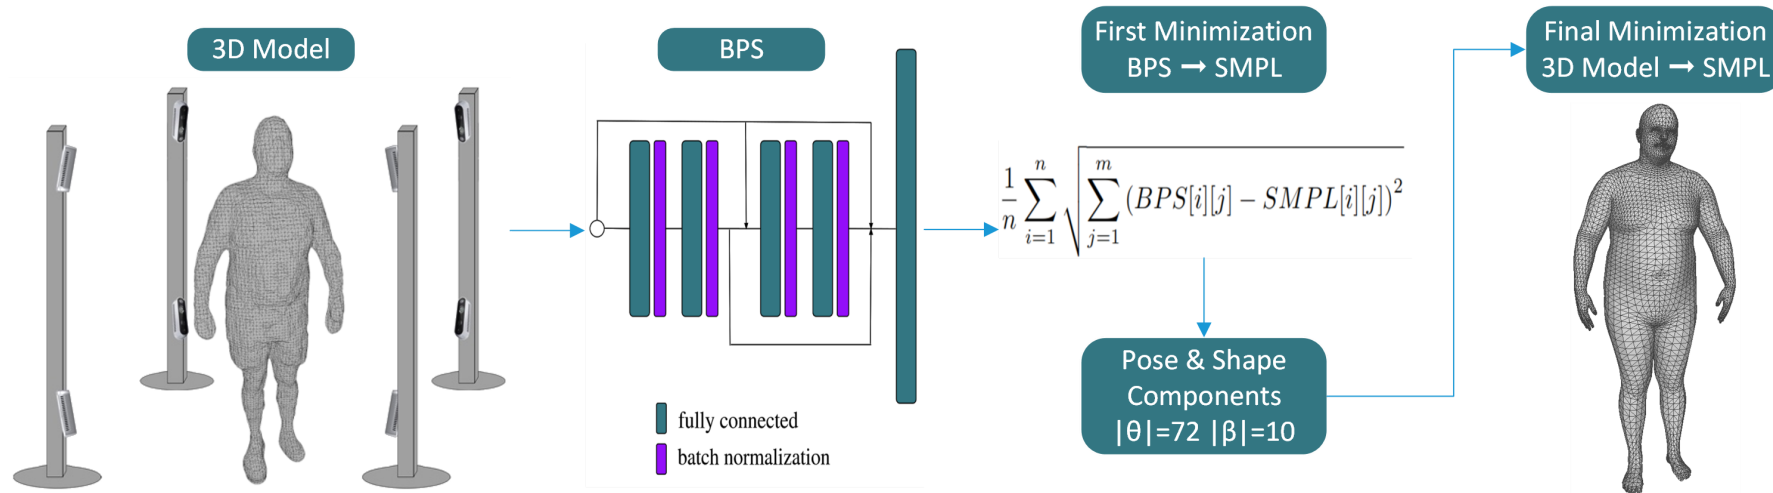 3D Model
BPS
First Minimization
BPS → SMPL
Final Minimization
3D Model → SMPL
1/n ∑_{i=1}^{n} √(∑_{j=1}^{m} (BPS[i][j] − SMPL[i][j])²)
Pose & Shape
Components
|θ|=72 |β|=10
fully connected
batch normalization